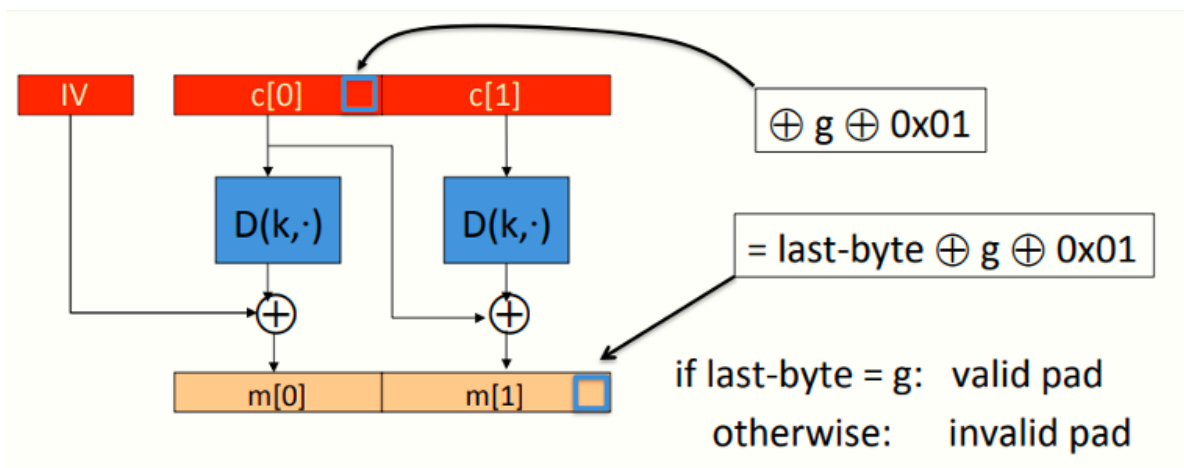 IV
c[0]
c[1]
⊕ g ⊕ 0x01
D(k,·)
D(k,·)
= last-byte ⊕ g ⊕ 0x01
m[0]
m[1]
if last-byte = g: valid pad
otherwise: invalid pad